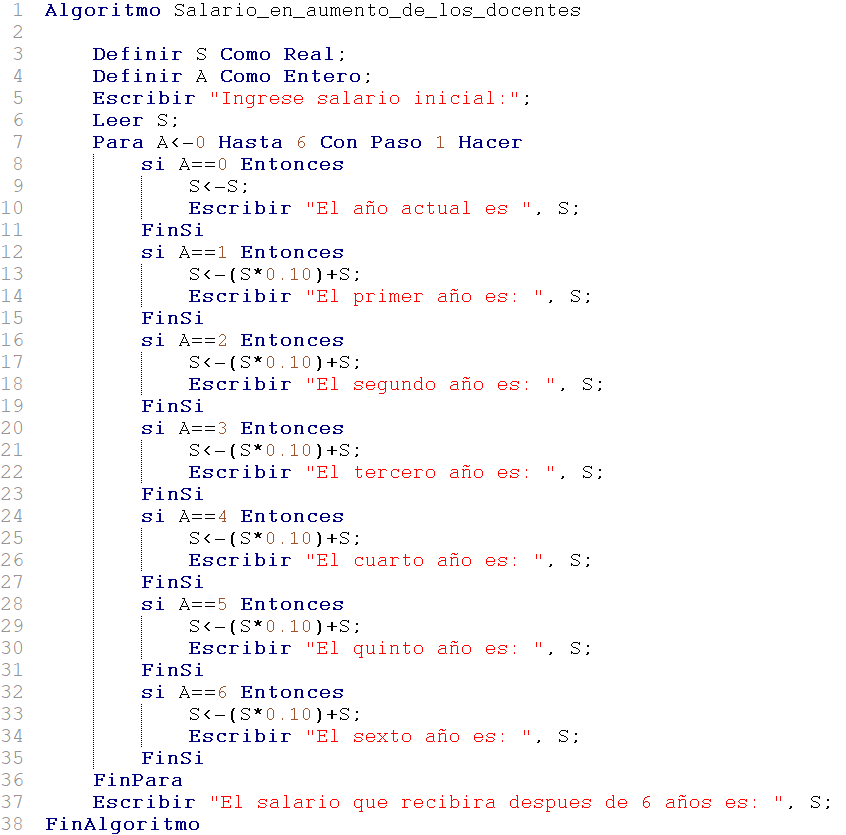 1 Algoritmo Salario_en_aumento_de_los_docentes
2
3 Definir S Como Real;
4 Definir A Como Entero;
5 Escribir "Ingrese salario inicial:";
6 Leer S;
7 Para A<-0 Hasta 6 Con Paso 1 Hacer
8 si A==0 Entonces
9 S<-S;
10 Escribir "El año actual es ", S;
11 FinSi
12 si A==1 Entonces
13 S<-(S*0.10)+S;
14 Escribir "El primer año es: ", S;
15 FinSi
16 si A==2 Entonces
17 S<-(S*0.10)+S;
18 Escribir "El segundo año es: ", S;
19 FinSi
20 si A==3 Entonces
21 S<-(S*0.10)+S;
22 Escribir "El tercero año es: ", S;
23 FinSi
24 si A==4 Entonces
25 S<-(S*0.10)+S;
26 Escribir "El cuarto año es: ", S;
27 FinSi
28 si A==5 Entonces
29 S<-(S*0.10)+S;
30 Escribir "El quinto año es: ", S;
31 FinSi
32 si A==6 Entonces
33 S<-(S*0.10)+S;
34 Escribir "El sexto año es: ", S;
35 FinSi
36 FinPara
37 Escribir "El salario que recibira despues de 6 años es: ", S;
38 FinAlgoritmo